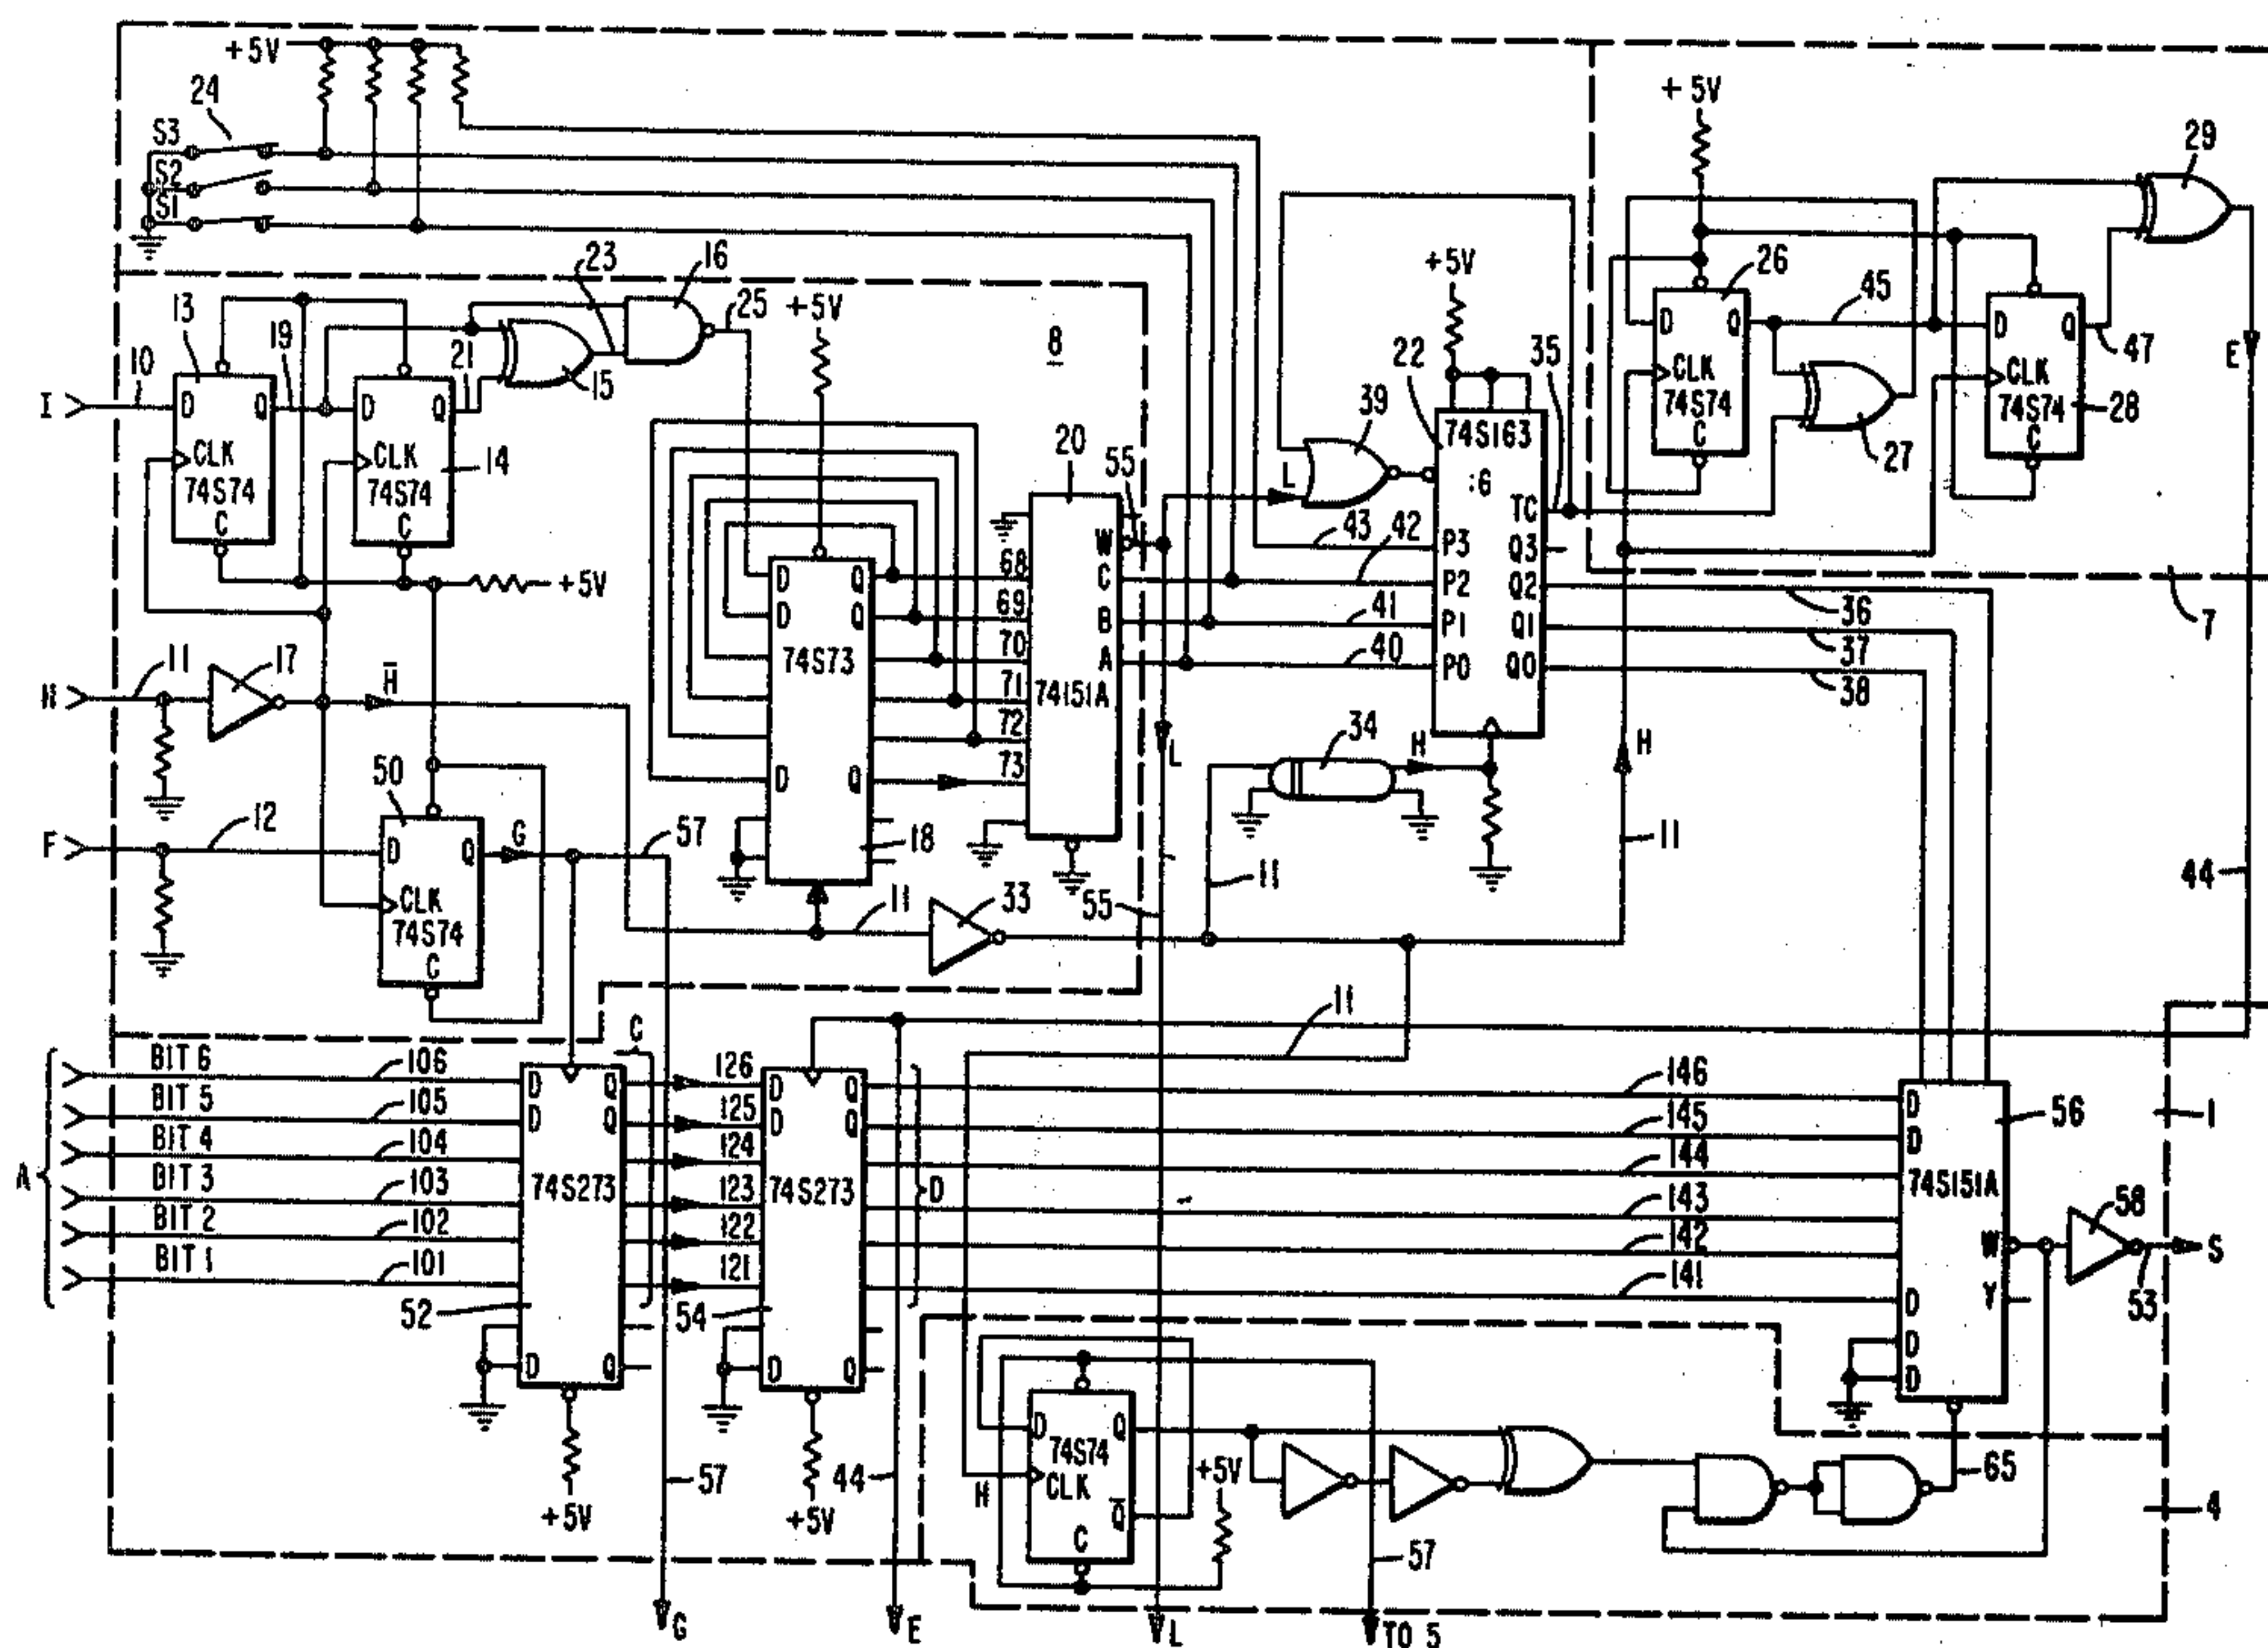 +5V
24
S3
S2
S1
+5V
29
23
16
25
+5V
8
+5V
26
45
E
13
10
19
21
15
I
D Q
CLK
74S74
C
D Q
CLK
74S74
C
14
+5V
22
35
39
L
74S163
:6
TC
P3 Q3
P2 Q2
P1 Q1
P0 Q0
D Q
CLK
74S74
C
27
D Q
CLK
74S74
C
47
28
20
55
D Q
D Q
74S73
D Q
18
68
69
70
71
72
73
W
C
B
A
74151A
43
42
41
40
36
37
38
7
H
11
17
H̅
L
34
H
H
11
11
50
F
12
D Q
CLK
74S74
C
G
57
11
33
55
44
11
A
BIT 6
106
BIT 5
105
BIT 4
104
BIT 3
103
BIT 2
102
BIT 1
101
52
D Q
D Q
74S273
D Q
+5V
C
126
125
124
123
122
121
54
D Q
D Q
74S273
D Q
+5V
D
146
145
144
143
142
141
D
D
74S151A
W
Y
D
D
D
56
1
58
S
53
57
44
H
D Q
74S74
CLK
Q̅
C
+5V
57
65
4
G
E
L
TO 5